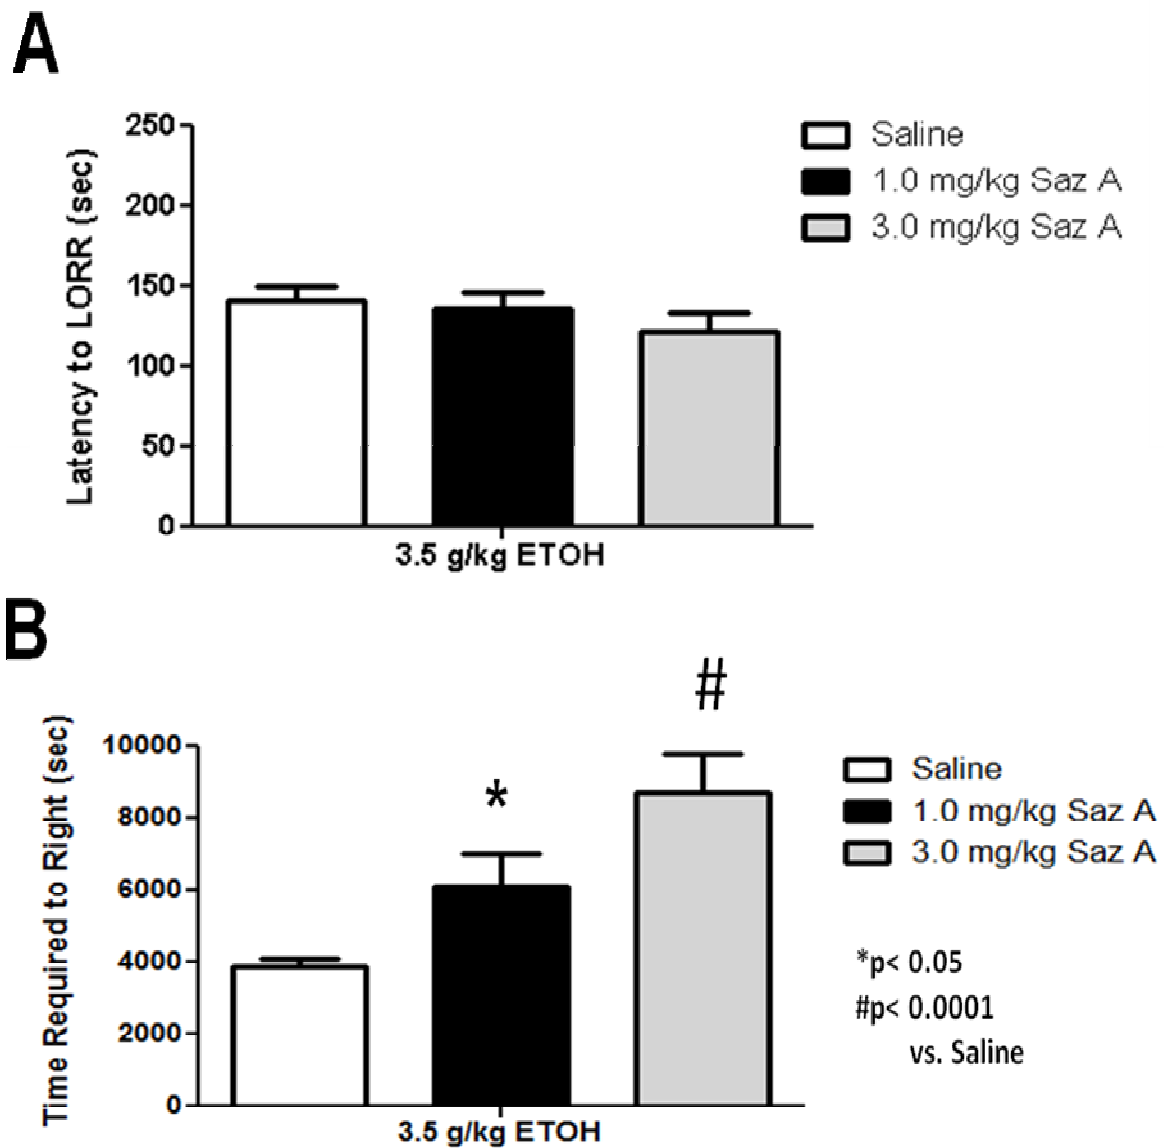 A
Latency to LORR (sec)
250
200
150
100
50
0
3.5 g/kg ETOH
Saline
1.0 mg/kg Saz A
3.0 mg/kg Saz A
B
Time Required to Right (sec)
10000
8000
6000
4000
2000
0
*
#
3.5 g/kg ETOH
Saline
1.0 mg/kg Saz A
3.0 mg/kg Saz A
*p< 0.05
#p< 0.0001
vs. Saline